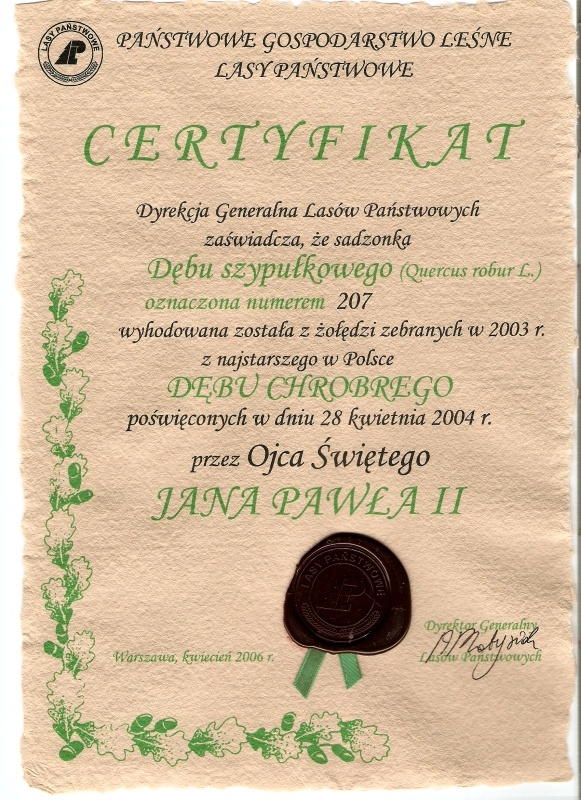 LASY PAŃSTWOWE
PAŃSTWOWE GOSPODARSTWO LEŚNE
LASY PAŃSTWOWE
CERTYFIKAT
Dyrekcja Generalna Lasów Państwowych
zaświadcza, że sadzonka
Dębu szypułkowego (Quercus robur L.)
oznaczona numerem 207
wyhodowana została z żołędzi zebranych w 2003 r.
z najstarszego w Polsce
DĘBU CHROBREGO
poświęconych w dniu 28 kwietnia 2004 r.
przez Ojca Świętego
JANA PAWŁA II
LASY PAŃSTWOWE
Dyrektor Generalny
Lasów Państwowych
Warszawa, kwiecień 2006 r.